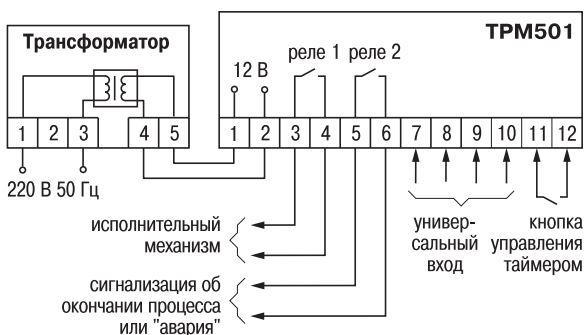 Трансформатор
ТРМ501
реле 1 реле 2
12 В
1 2 3 4 5
1 2 3 4 5 6 7 8 9 10 11 12
220 В 50 Гц
исполнительный
механизм
сигнализация об
окончании процесса
или "авария"
универ-
сальный
вход
кнопка
управления
таймером